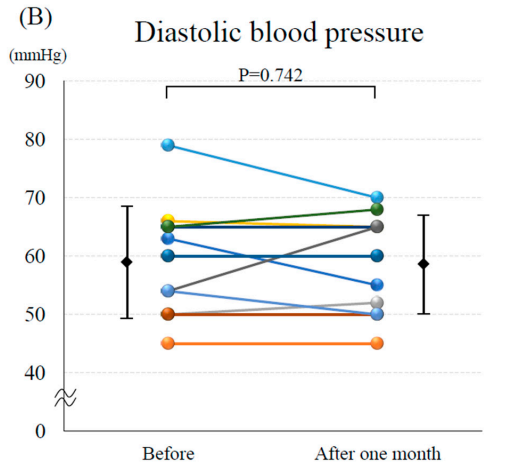 (B)
Diastolic blood pressure
(mmHg)
P=0.742
90
80
70
60
50
40
0
Before After one month